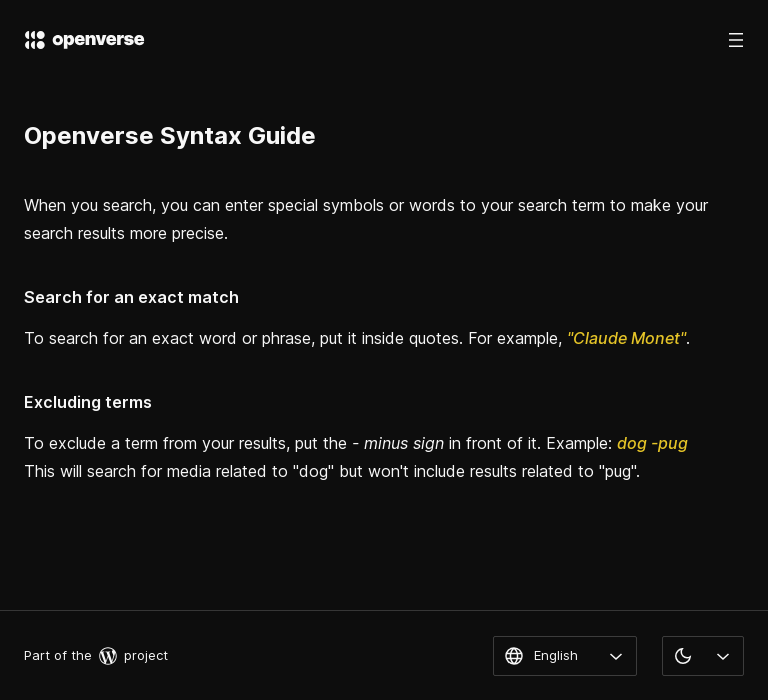 openverse
Openverse Syntax Guide
When you search, you can enter special symbols or words to your search term to make your
search results more precise.
Search for an exact match
To search for an exact word or phrase, put it inside quotes. For example, "Claude Monet".
Excluding terms
To exclude a term from your results, put the - minus sign in front of it. Example: dog -pug
This will search for media related to "dog" but won't include results related to "pug".
Part of the project
English